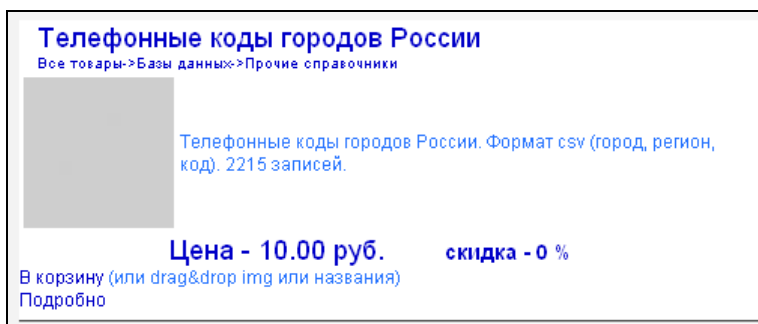 Телефонные коды городов России
Все товары->Базы данных->Прочие справочники
Телефонные коды городов России. Формат csv (город, регион,
код). 2215 записей.
Цена - 10.00 руб. скидка - 0 %
В корзину (или drag&drop img или названия)
Подробно